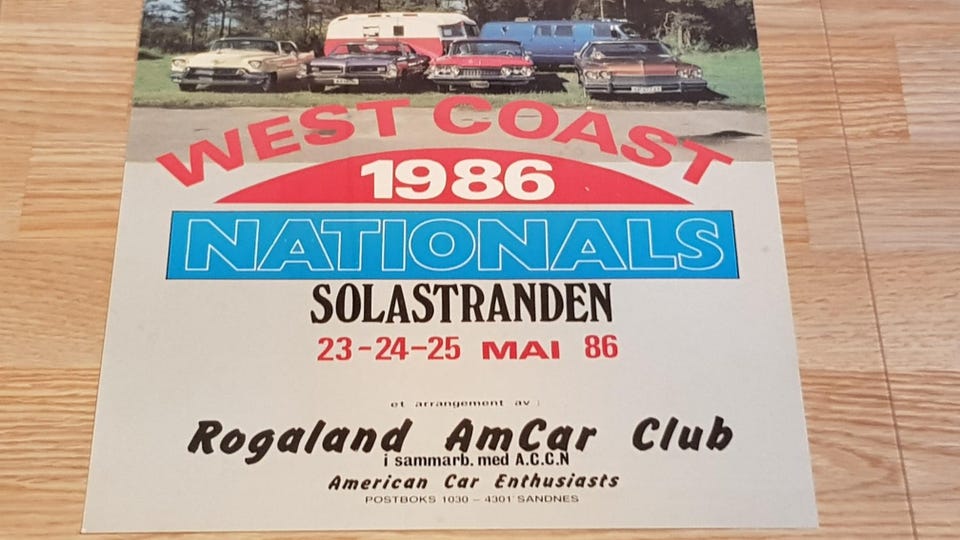 WEST COAST
1986
NATIONALS
SOLASTRANDEN
23-24-25 MAI 86
et arrangement av :
Rogaland AmCar Club
i sammarb. med A.C.C.N
American Car Enthusiasts
POSTBOKS 1030 – 4301 SANDNES